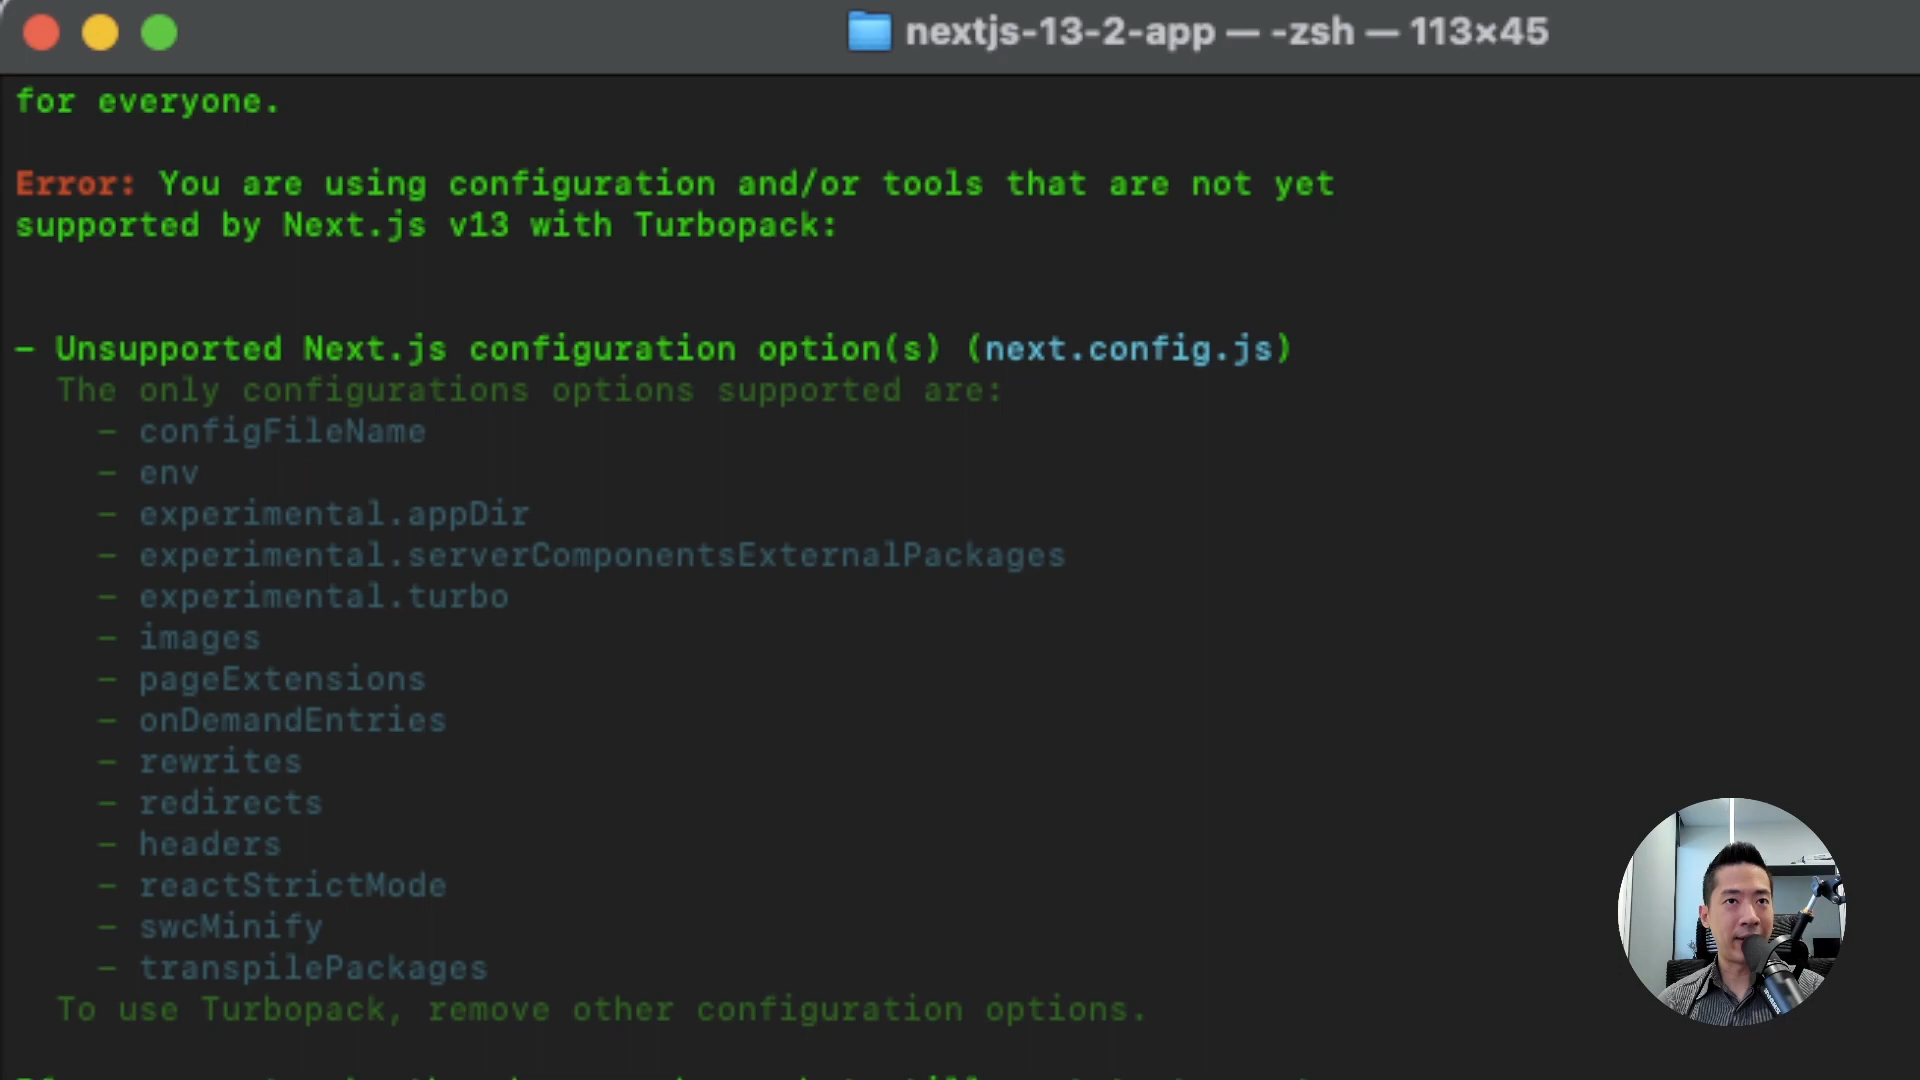 nextjs-13-2-app — -zsh — 113×45
for everyone.
Error: You are using configuration and/or tools that are not yet
supported by Next.js v13 with Turbopack:
- Unsupported Next.js configuration option(s) (next.config.js)
The only configurations options supported are:
- configFileName
- env
- experimental.appDir
- experimental.serverComponentsExternalPackages
- experimental.turbo
- images
- pageExtensions
- onDemandEntries
- rewrites
- redirects
- headers
- reactStrictMode
- swcMinify
- transpilePackages
To use Turbopack, remove other configuration options.